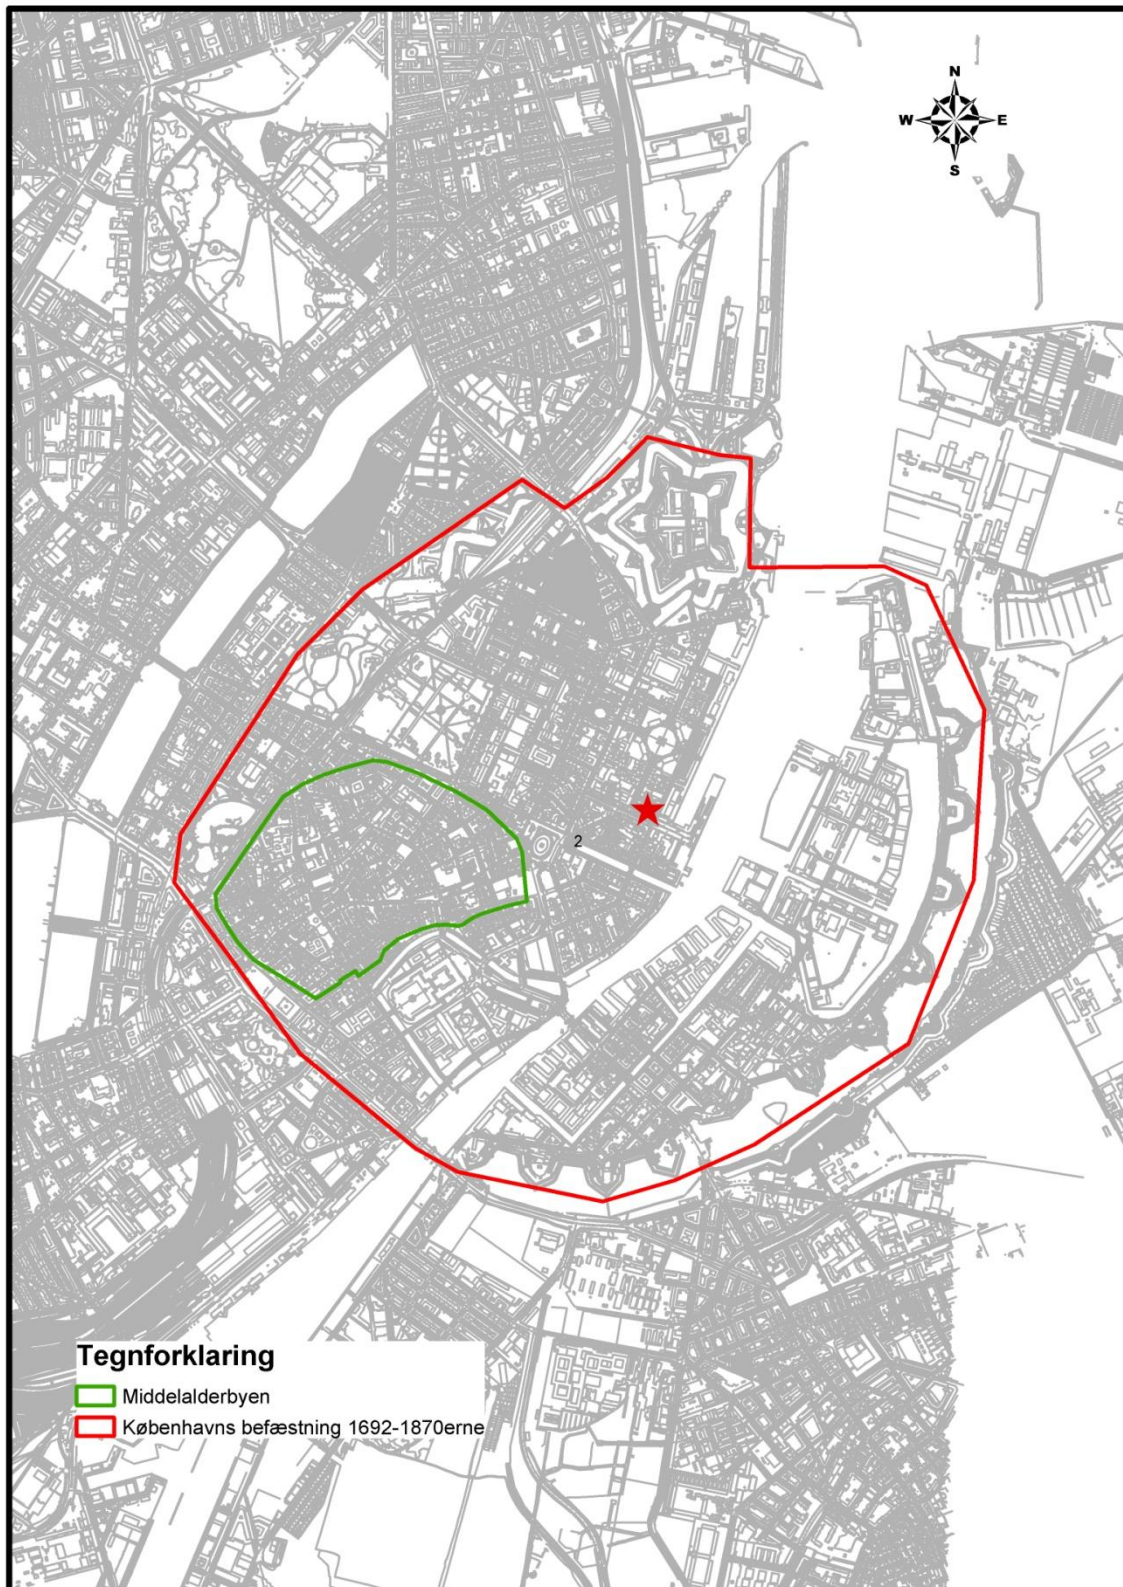 N
W E
S
2
Tegnforklaring
Middelalderbyen
Københavns befæstning 1692-1870erne